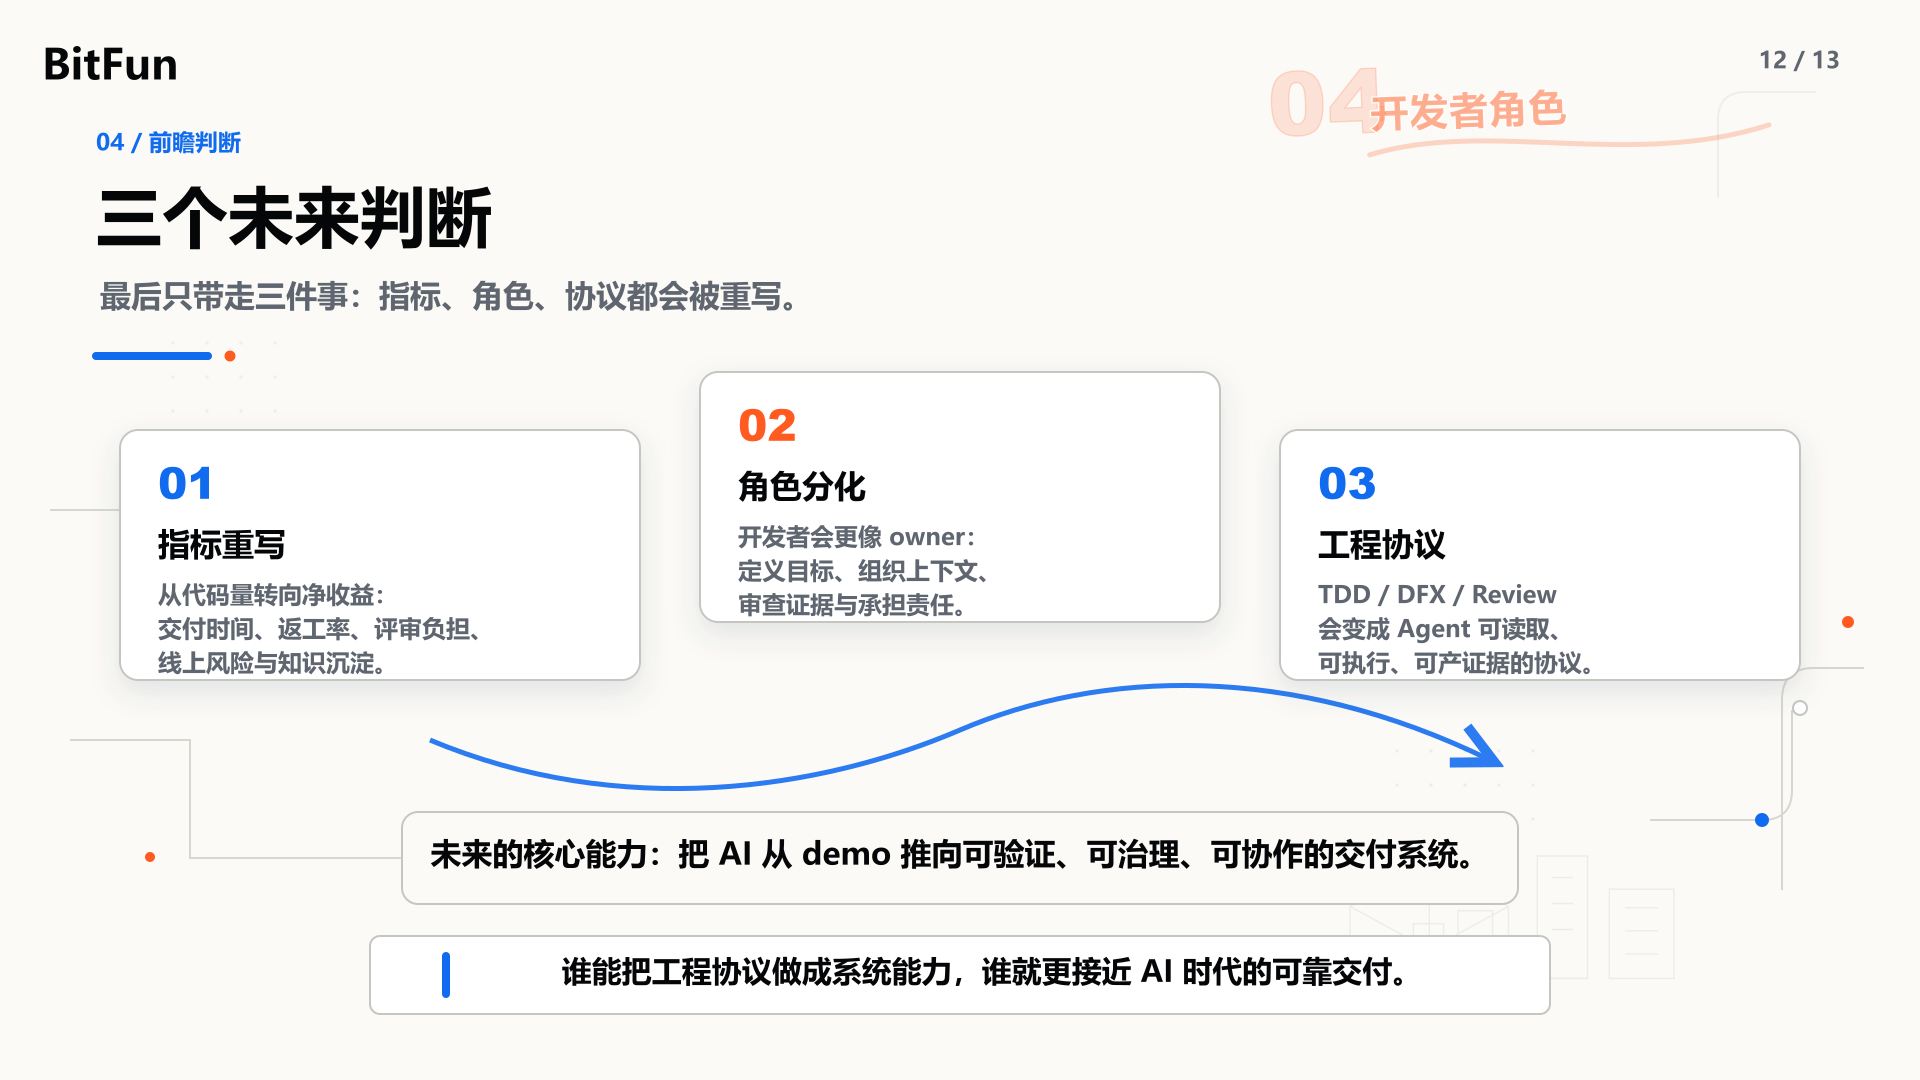 BitFun
12 / 13
04
开发者角色
04 / 前瞻判断
三个未来判断
最后只带走三件事：指标、角色、协议都会被重写。
01
指标重写
从代码量转向净收益：
交付时间、返工率、评审负担、
线上风险与知识沉淀。
02
角色分化
开发者会更像 owner：
定义目标、组织上下文、
审查证据与承担责任。
03
工程协议
TDD / DFX / Review
会变成 Agent 可读取、
可执行、可产证据的协议。
未来的核心能力：把 AI 从 demo 推向可验证、可治理、可协作的交付系统。
谁能把工程协议做成系统能力，谁就更接近 AI 时代的可靠交付。